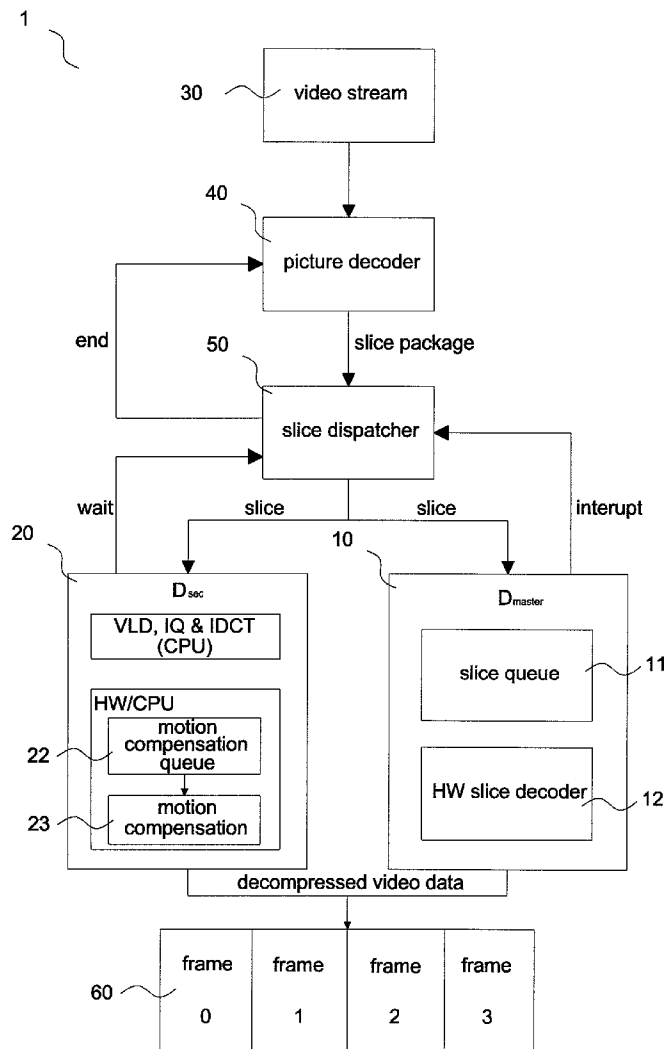 1
30
video stream
40
picture decoder
end
slice package
50
slice dispatcher
wait
slice
slice
interupt
20
10
Dsec
Dmaster
VLD, IQ & IDCT
(CPU)
slice queue
11
HW/CPU
22
motion
compensation
queue
HW slice decoder
12
23
motion
compensation
decompressed video data
frame
frame
frame
frame
60
0
1
2
3